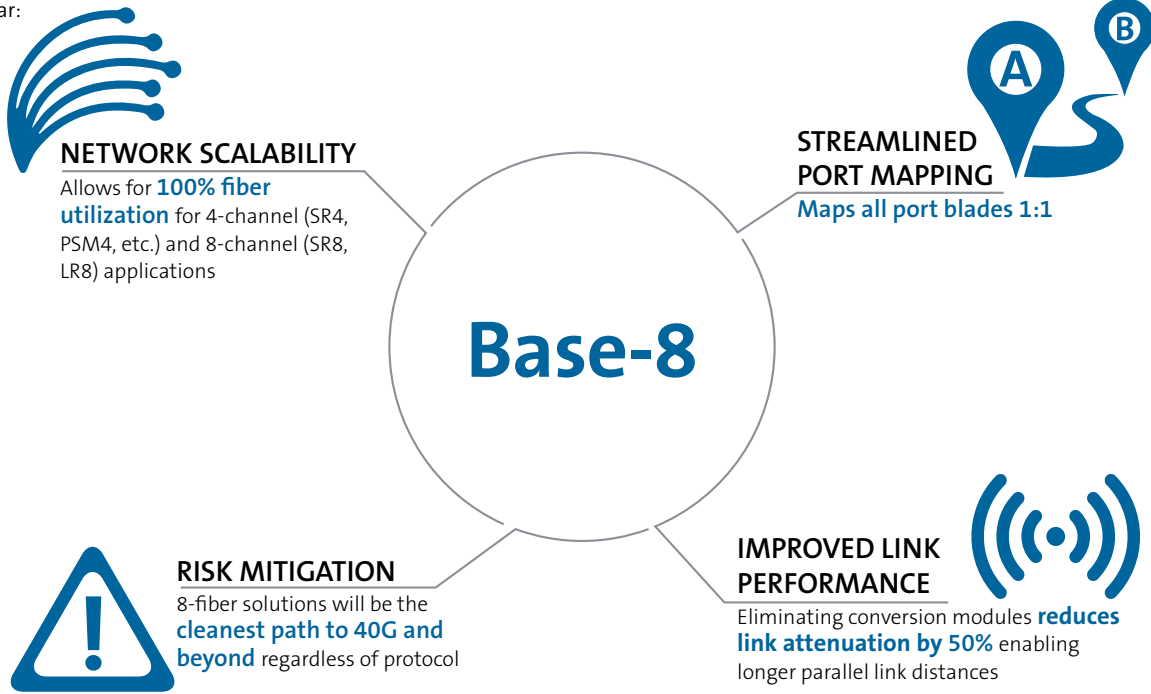 ar:
NETWORK SCALABILITY
Allows for 100% fiber
utilization for 4-channel (SR4,
PSM4, etc.) and 8-channel (SR8,
LR8) applications
B
A
STREAMLINED
PORT MAPPING
Maps all port blades 1:1
Base-8
!
RISK MITIGATION
8-fiber solutions will be the
cleanest path to 40G and
beyond regardless of protocol
IMPROVED LINK
PERFORMANCE
Eliminating conversion modules reduces
link attenuation by 50% enabling
longer parallel link distances